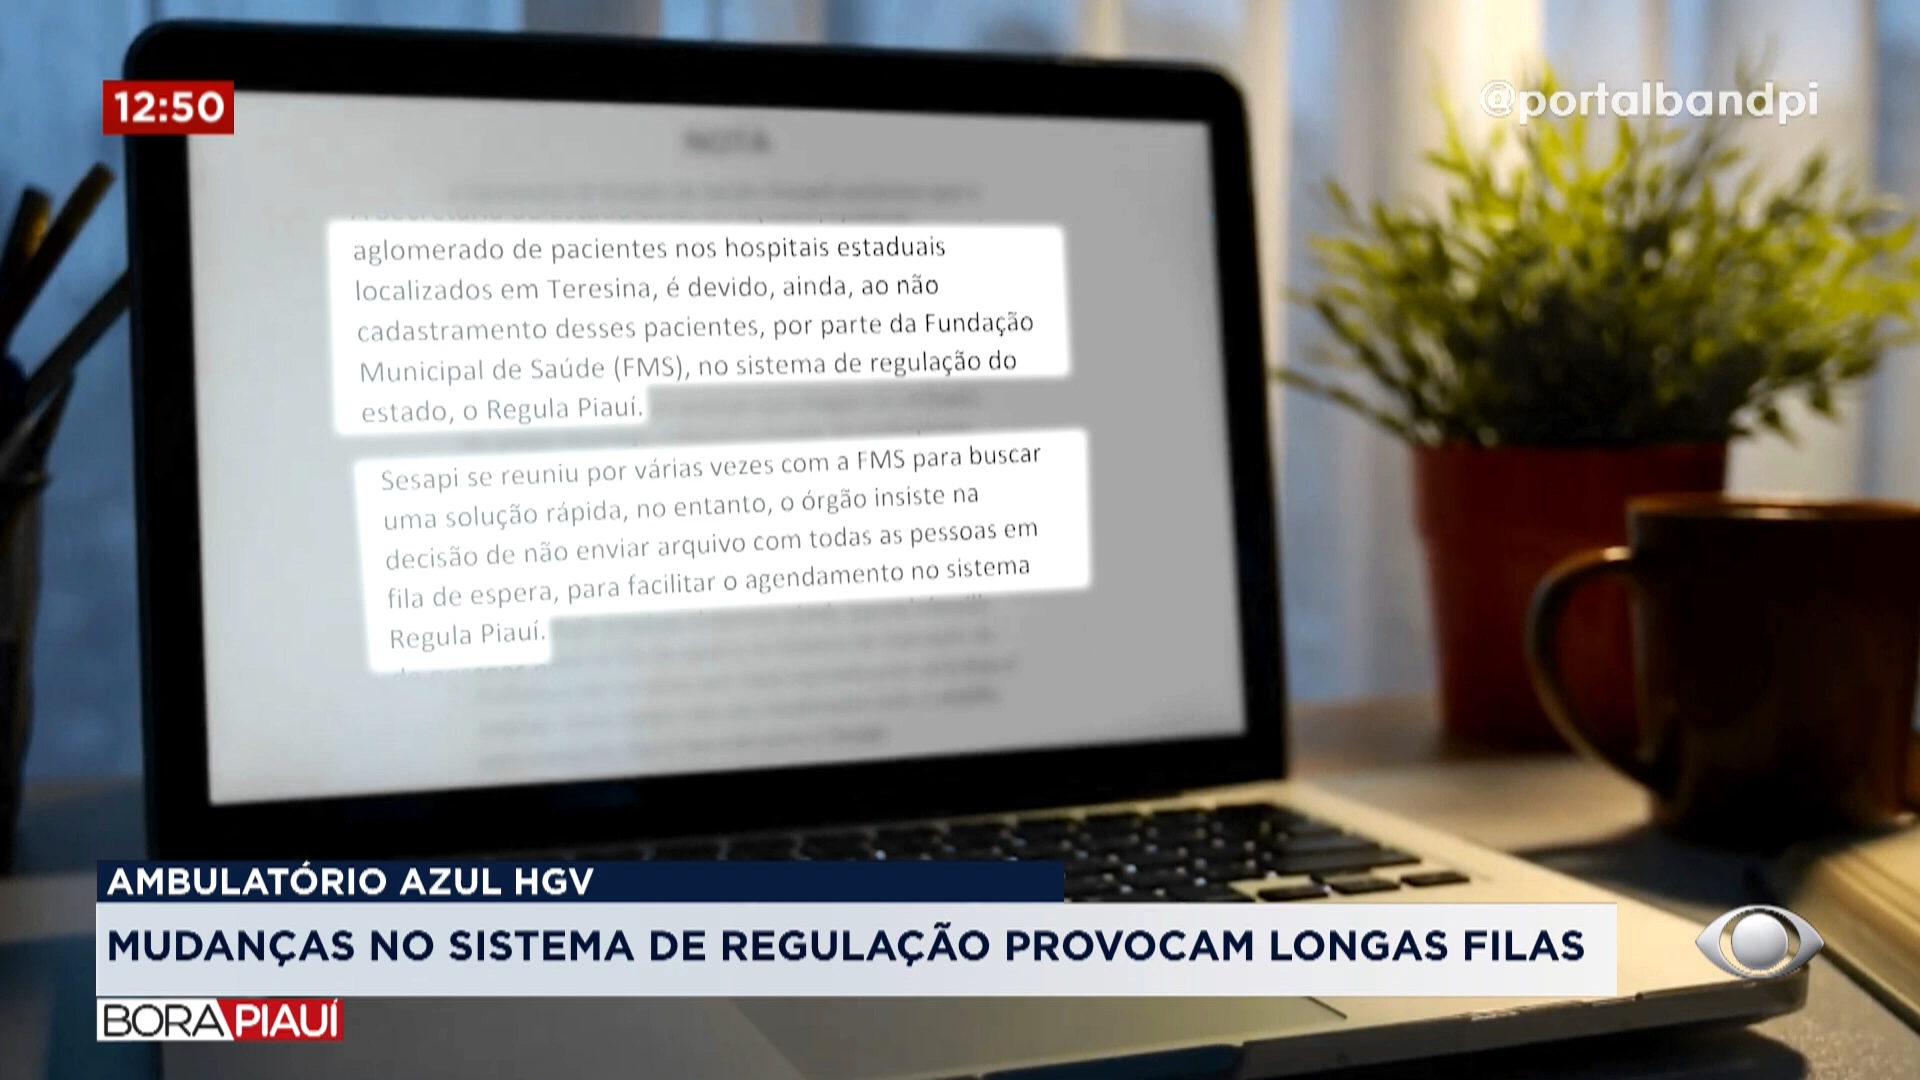 12:50
@portalbandpi
NOTA
aglomerado de pacientes nos hospitais estaduais
localizados em Teresina, é devido, ainda, ao não
cadastramento desses pacientes, por parte da Fundação
Municipal de Saúde (FMS), no sistema de regulação do
estado, o Regula Piauí.
Sesapi se reuniu por várias vezes com a FMS para buscar
uma solução rápida, no entanto, o órgão insiste na
decisão de não enviar arquivo com todas as pessoas em
fila de espera, para facilitar o agendamento no sistema
Regula Piauí.
AMBULATÓRIO AZUL HGV
MUDANÇAS NO SISTEMA DE REGULAÇÃO PROVOCAM LONGAS FILAS
BORA PIAUÍ